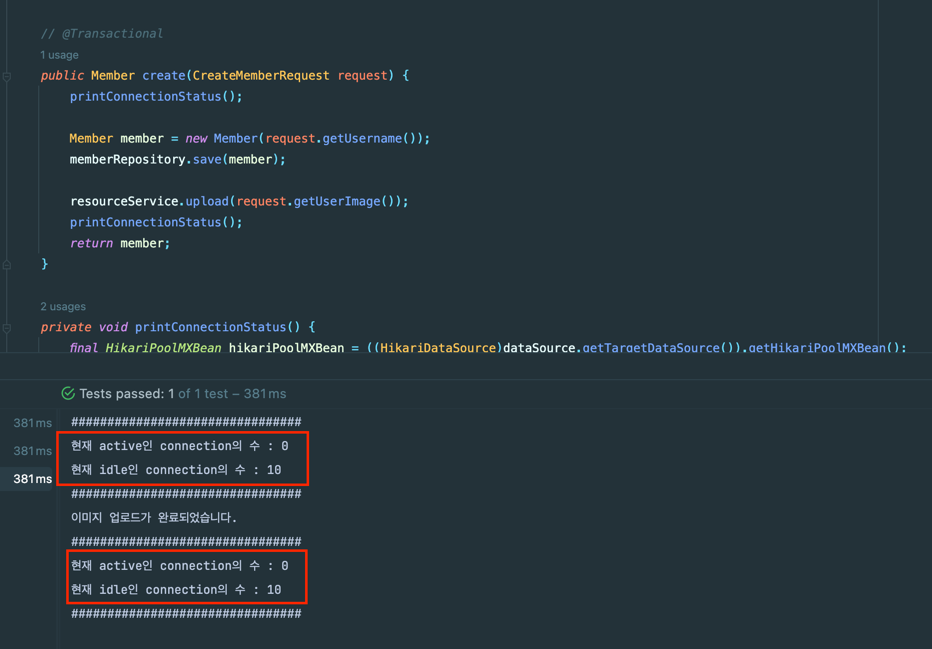 // @Transactional
1 usage
public Member create(CreateMemberRequest request) {
printConnectionStatus();
Member member = new Member(request.getUsername());
memberRepository.save(member);
resourceService.upload(request.getUserImage());
printConnectionStatus();
return member;
}
2 usages
private void printConnectionStatus() {
final HikariPoolMXBean hikariPoolMXBean = ((HikariDataSource)dataSource.getTargetDataSource()).getHikariPoolMXBean();
Tests passed: 1 of 1 test – 381 ms
381 ms ################################
381 ms 현재 active인 connection의 수 : 0
381 ms 현재 idle인 connection의 수 : 10
################################
이미지 업로드가 완료되었습니다.
################################
현재 active인 connection의 수 : 0
현재 idle인 connection의 수 : 10
################################